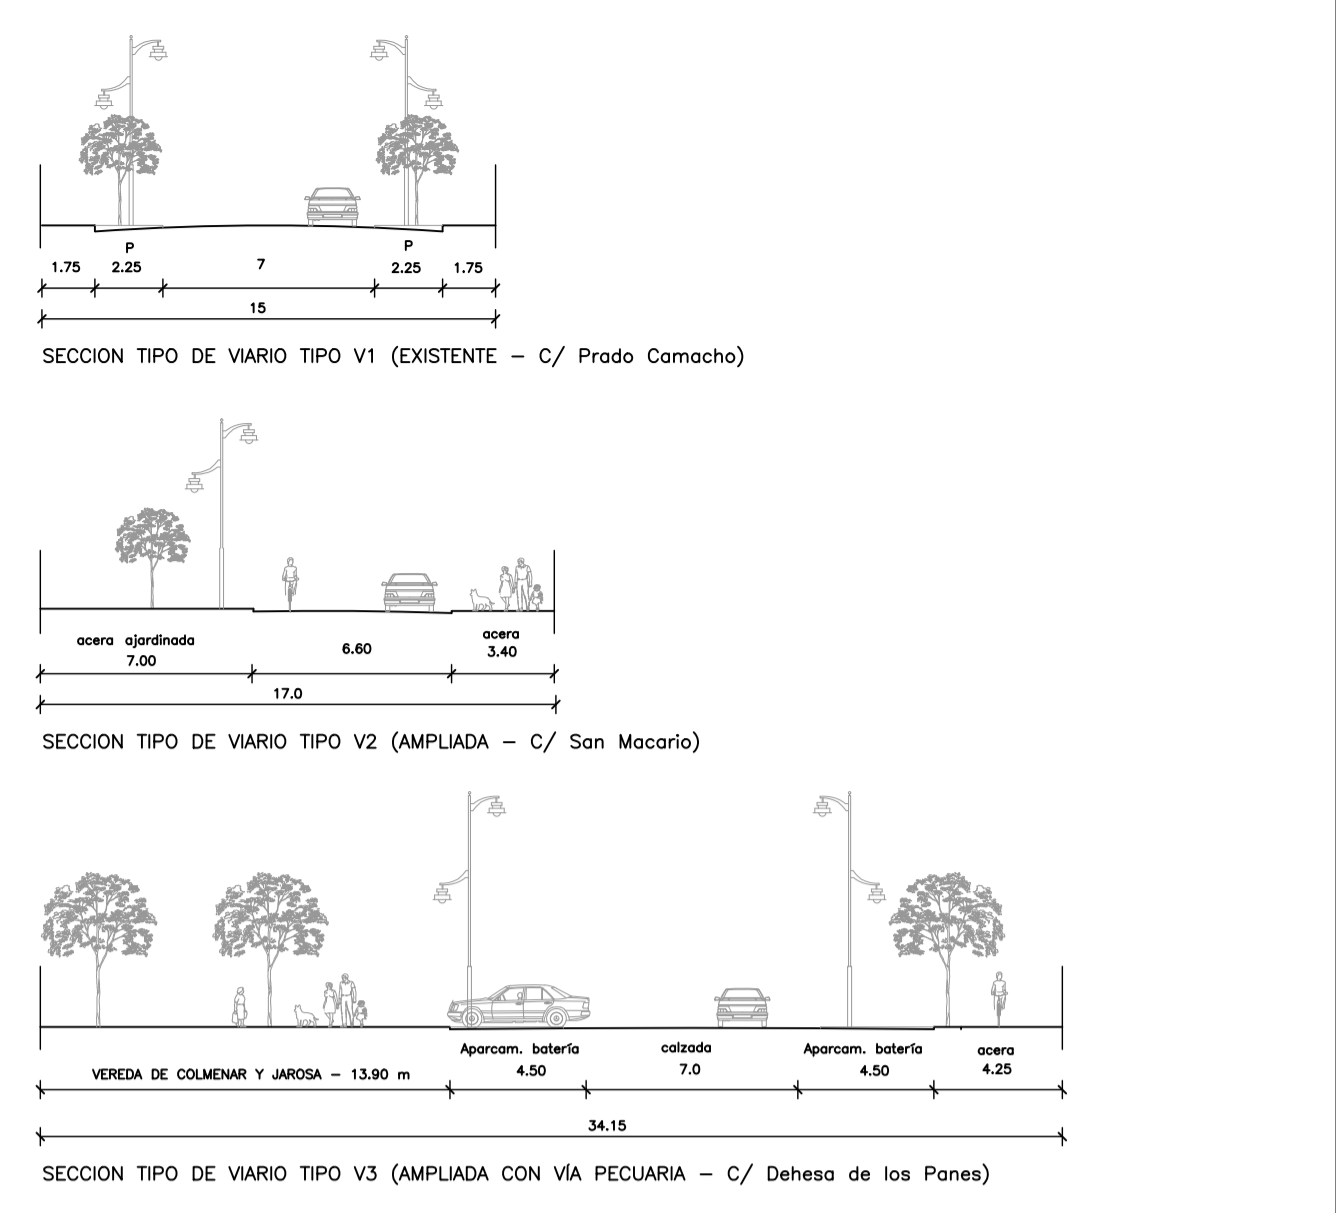 P P
1.75 2.25 7 2.25 1.75
15
SECCION TIPO DE VIARIO TIPO V1 (EXISTENTE – C/ Prado Camacho)
acera ajardinada 6.60 acera
7.00 3.40
17.0
SECCION TIPO DE VIARIO TIPO V2 (AMPLIADA – C/ San Macario)
Aparcam. batería calzada Aparcam. batería acera
VEREDA DE COLMENAR Y JAROSA – 13.90 m 4.50 7.0 4.50 4.25
34.15
SECCION TIPO DE VIARIO TIPO V3 (AMPLIADA CON VÍA PECUARIA – C/ Dehesa de los Panes)